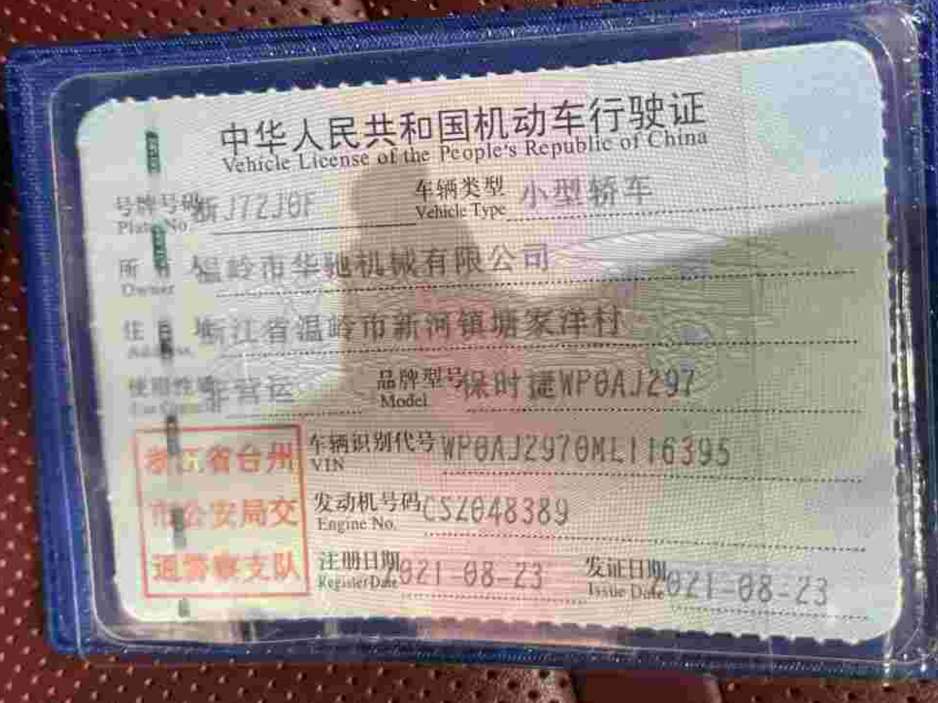 中华人民共和国机动车行驶证
Vehicle License of the People's Republic of China
号牌号码 浙J72J0F 车辆类型 小型轿车
Plate No. Vehicle Type
所有人 温岭市华驰机械有限公司
Owner
住址 浙江省温岭市新河镇塘家洋村
Address
使用性质 非营运 品牌型号 保时捷WP0AJ297
Model
浙江省台州
市公安局交
通警察支队
车辆识别代号 WP0AJ2970ML116395
VIN
发动机号码 CSZ048389
Engine No.
注册日期 2021-08-23 发证日期 2021-08-23
Register Date Issue Date